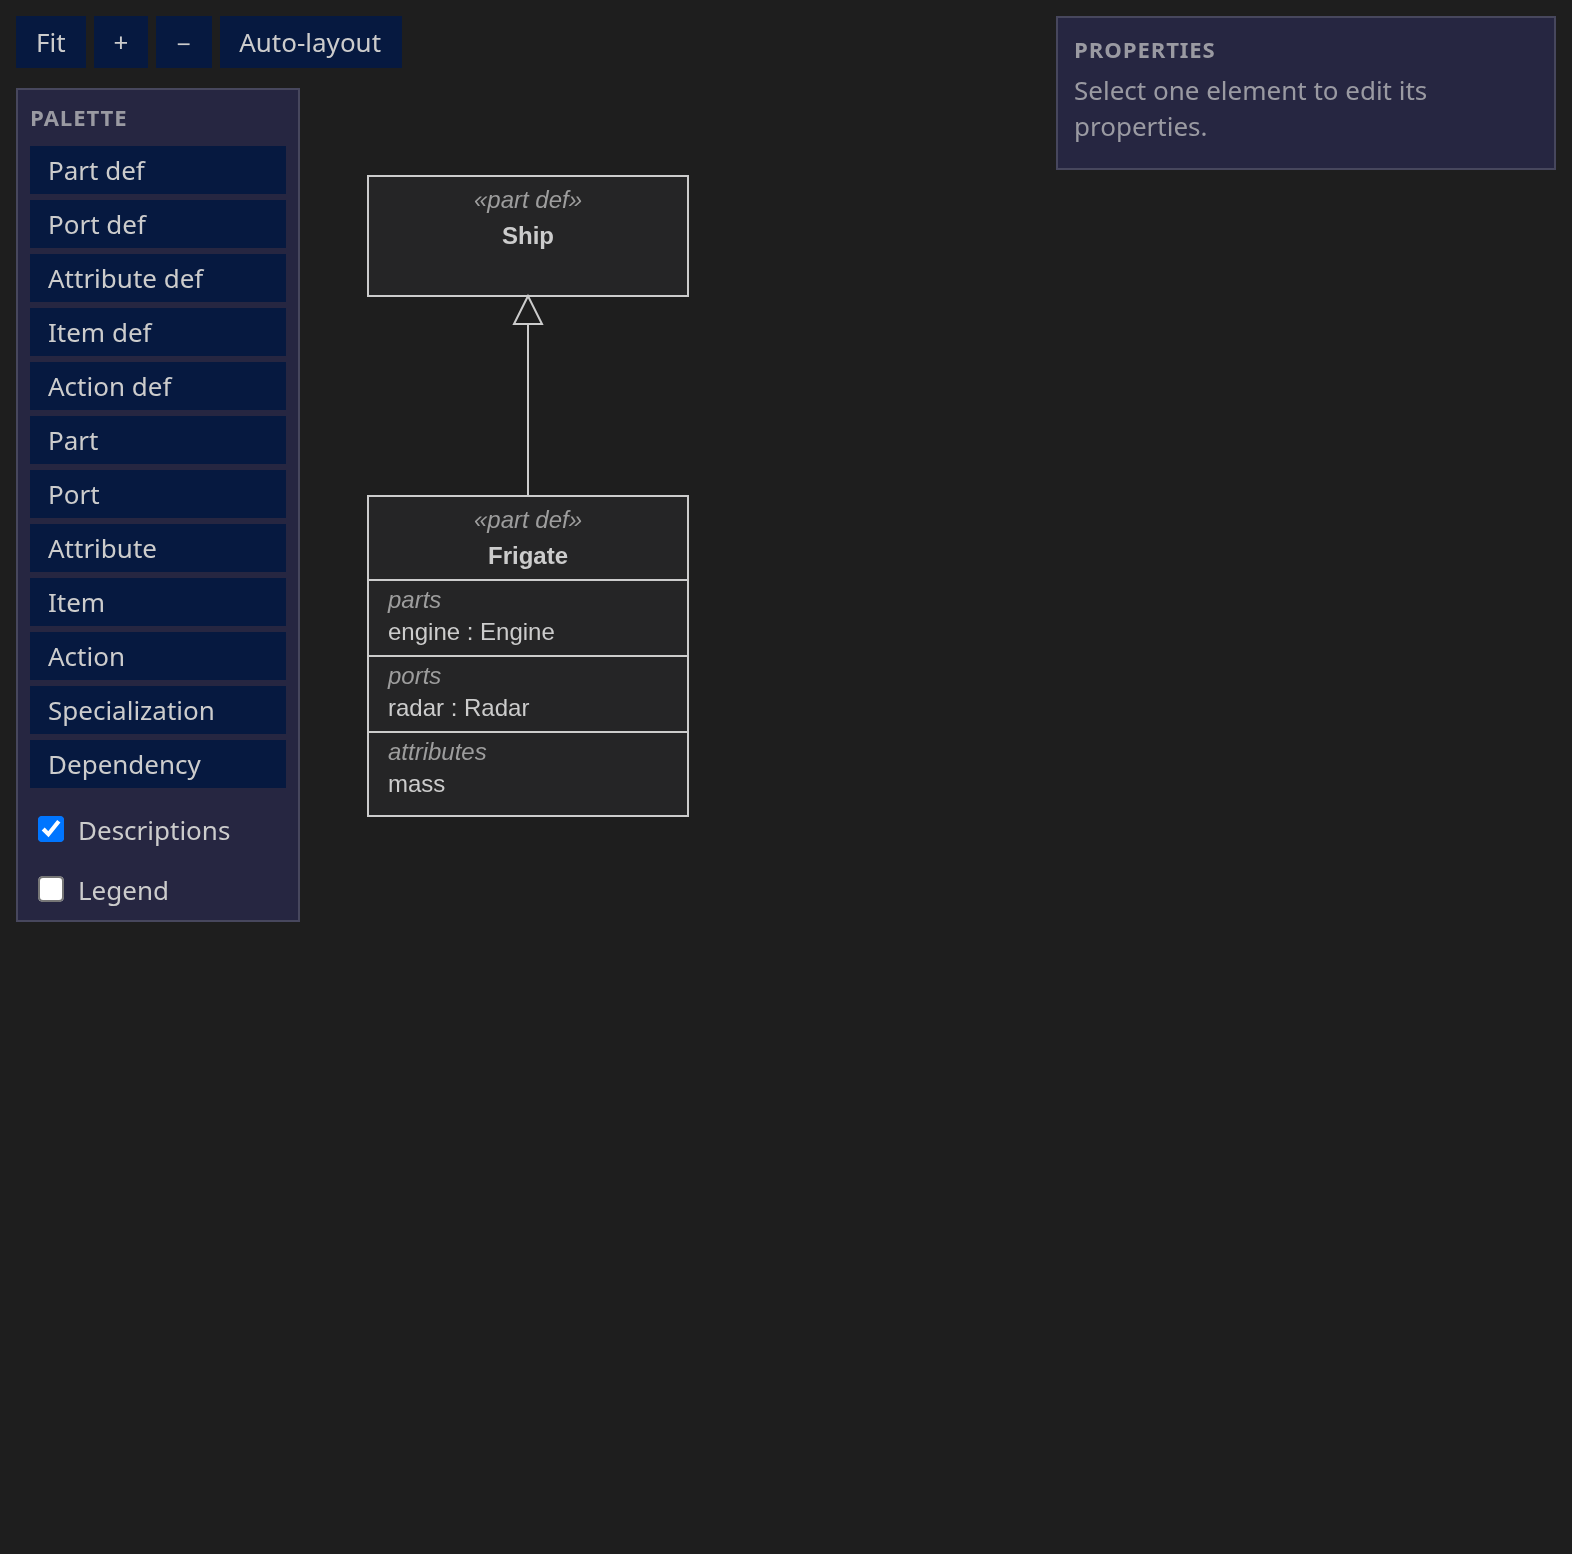 Fit
+
–
Auto-layout
PALETTE
Part def
Port def
Attribute def
Item def
Action def
Part
Port
Attribute
Item
Action
Specialization
Dependency
Descriptions
Legend
«part def»
Ship
«part def»
Frigate
parts
engine : Engine
ports
radar : Radar
attributes
mass
PROPERTIES
Select one element to edit its
properties.